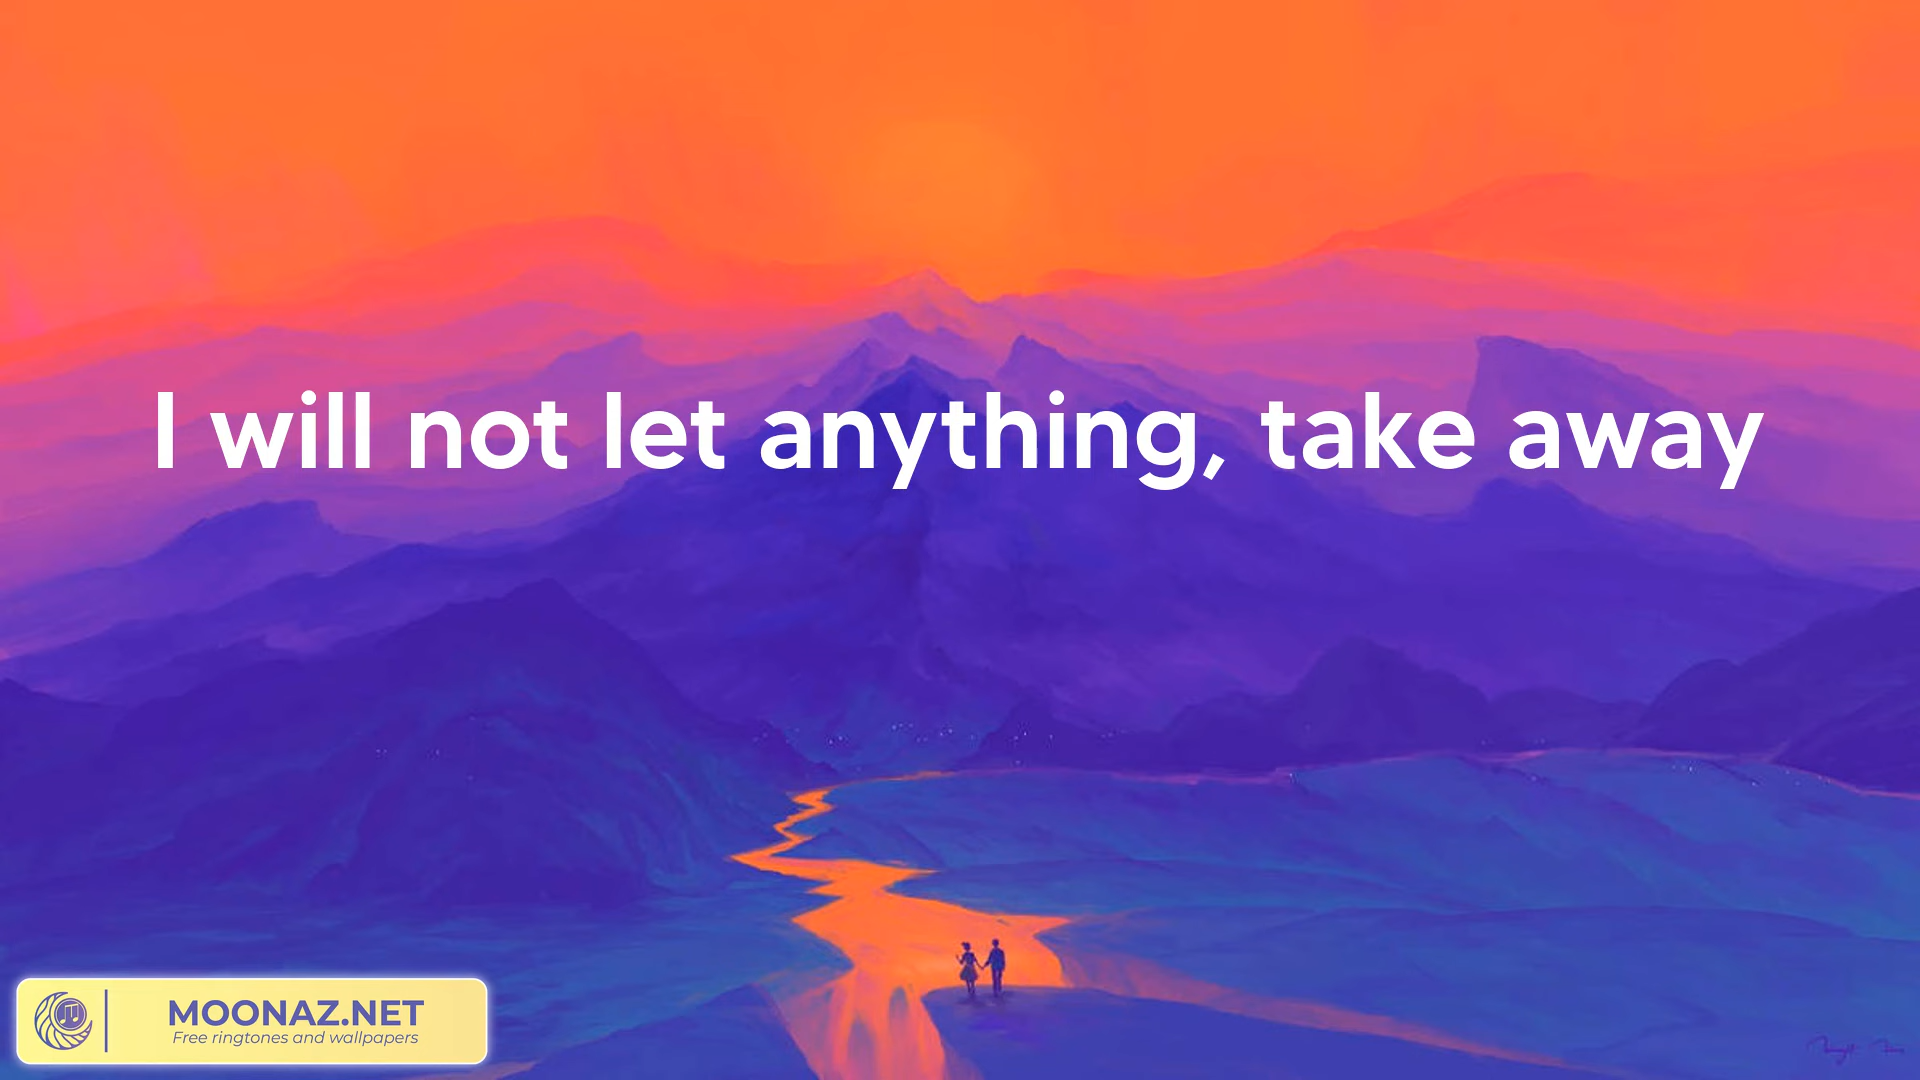 I will not let anything, take away
MOONAZ.NET
Free ringtones and wallpapers